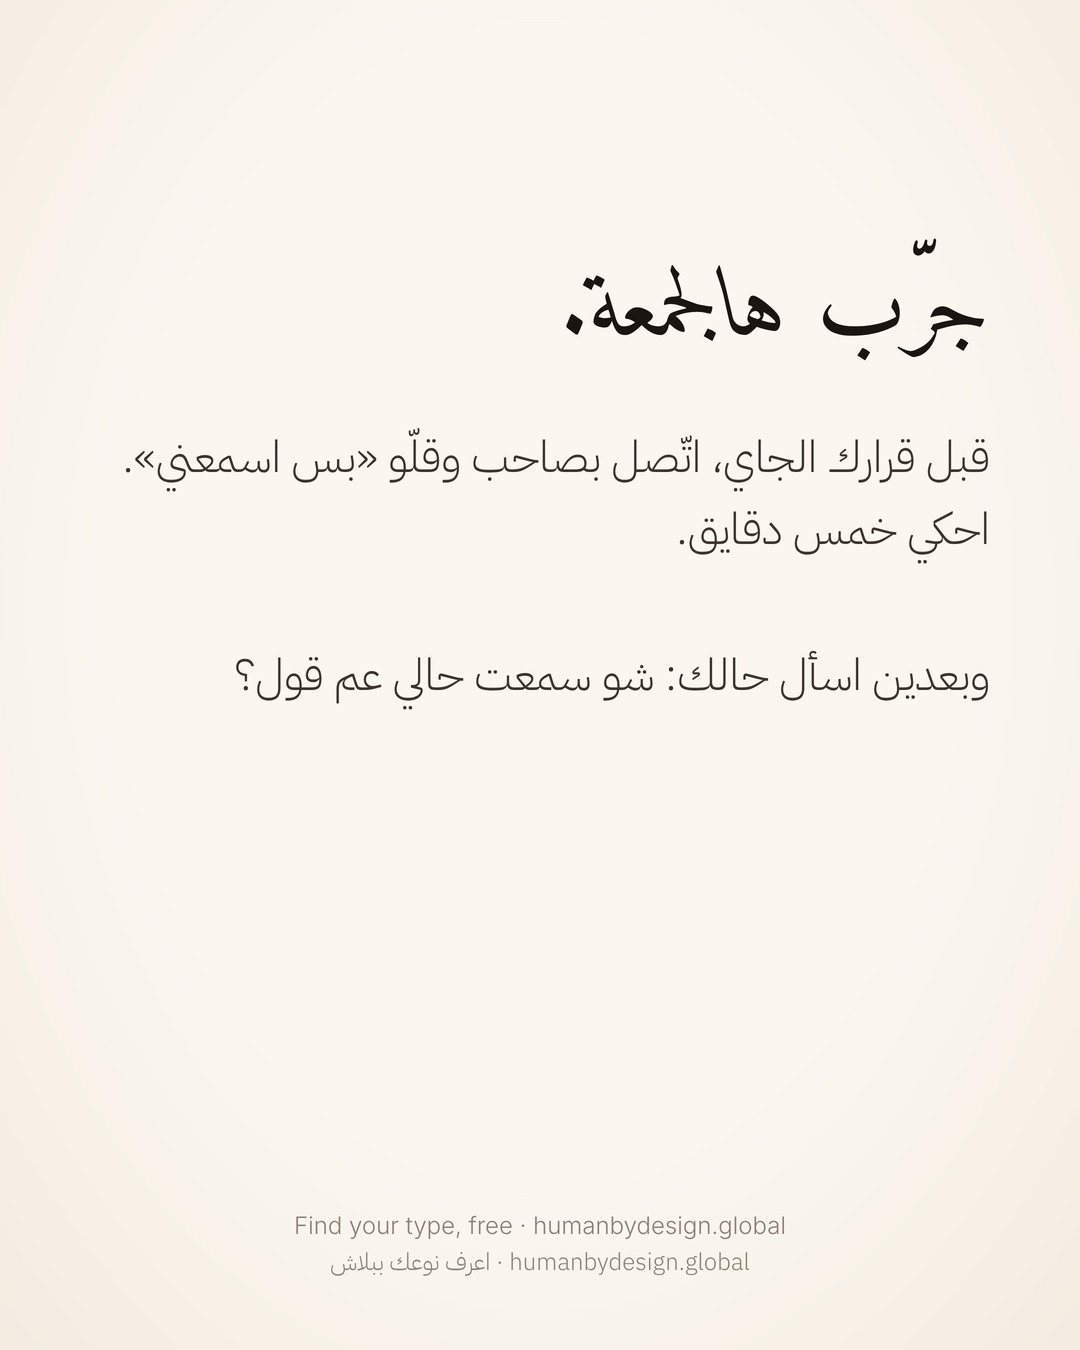 جرّب هالجمعة.
قبل قرارك الجاي، اتّصل بصاحب وقلّو «بس اسمعني».
احكي خمس دقايق.
وبعدين اسأل حالك: شو سمعت حالي عم قول؟
Find your type, free · humanbydesign.global
اعرف نوعك ببلاش · humanbydesign.global